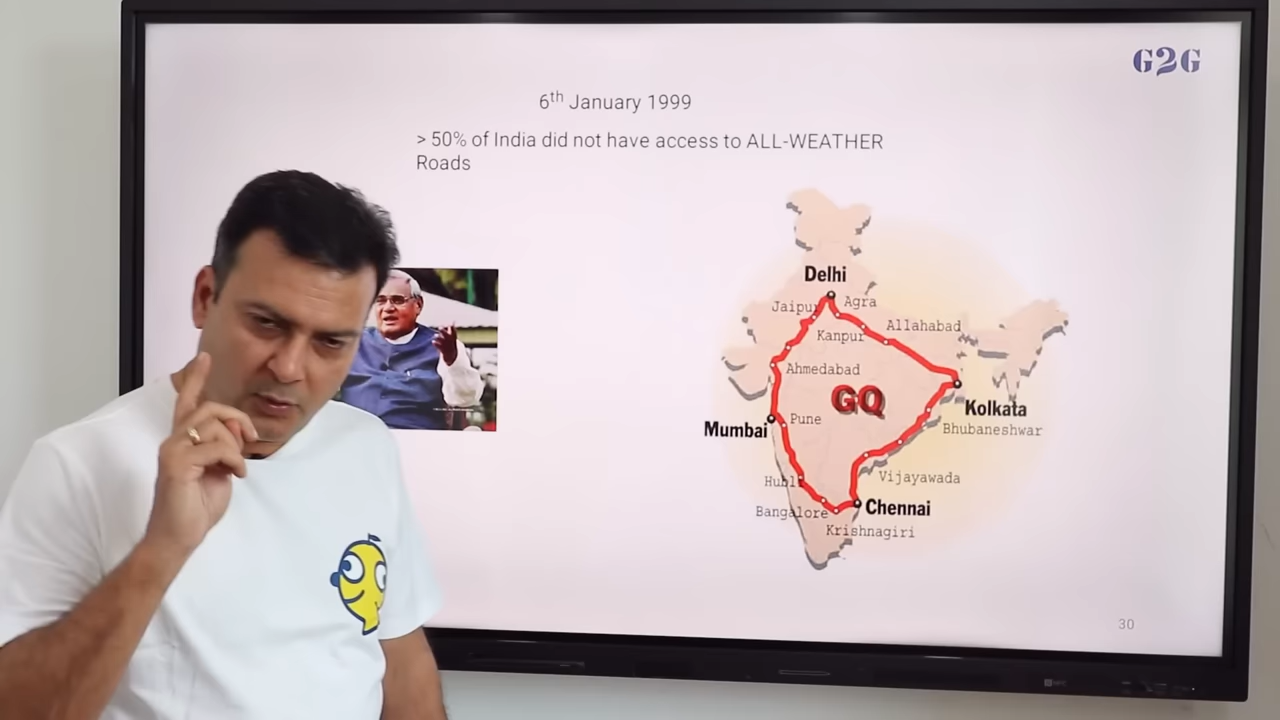 G2G
6th January 1999
> 50% of India did not have access to ALL-WEATHER
Roads
Delhi
Jaipur
Agra
Kanpur
Allahabad
Ahmedabad
GQ
Kolkata
Bhubaneshwar
Mumbai
Pune
Hubli
Vijayawada
Bangalore
Chennai
Krishnagiri
30